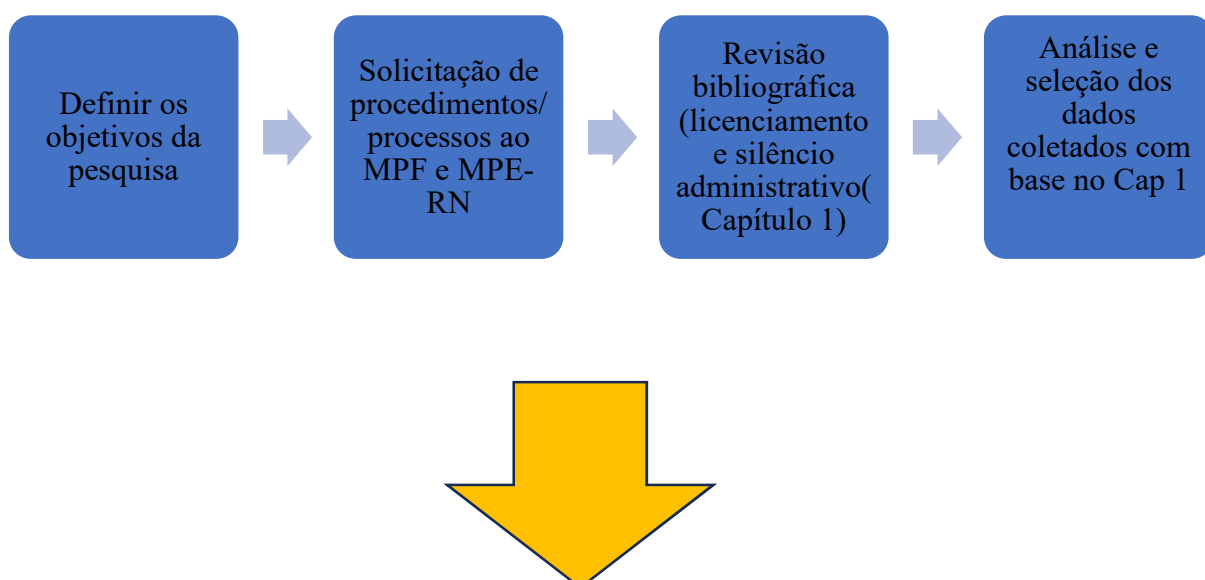 Definir os
objetivos da
pesquisa
Solicitação de
procedimentos/
processos ao
MPF e MPE-
RN
Revisão
bibliográfica
(licenciamento
e silêncio
administrativo(
Capítulo 1)
Análise e
seleção dos
dados
coletados com
base no Cap 1